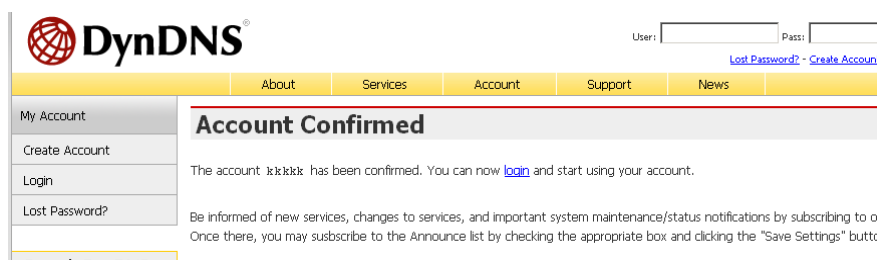 DynDNS®
User: Pass:
Lost Password? - Create Accoun
About Services Account Support News
My Account
Create Account
Login
Lost Password?
Account Confirmed
The account kkkkk has been confirmed. You can now login and start using your account.
Be informed of new services, changes to services, and important system maintenance/status notifications by subscribing to o
Once there, you may susbscribe to the Announce list by checking the appropriate box and clicking the "Save Settings" butto